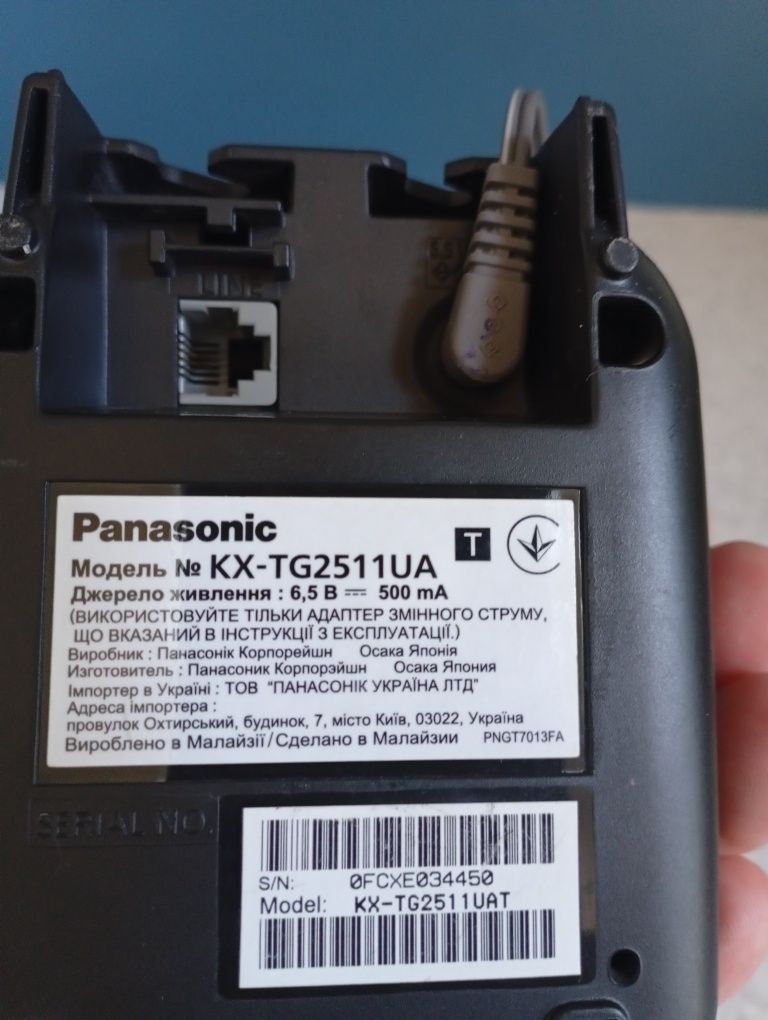 LINE
6,5
Panasonic
T
Модель № KX-TG2511UA
Джерело живлення : 6,5 В ⎓ 500 mA
(ВИКОРИСТОВУЙТЕ ТІЛЬКИ АДАПТЕР ЗМІННОГО СТРУМУ,
ЩО ВКАЗАНИЙ В ІНСТРУКЦІЇ З ЕКСПЛУАТАЦІЇ.)
Виробник : Панасонік Корпорейшн Осака Японія
Изготовитель : Панасоник Корпорэйшн Осака Япония
Імпортер в Україні : ТОВ "ПАНАСОНІК УКРАЇНА ЛТД"
Адреса імпортера :
провулок Охтирський, будинок, 7, місто Київ, 03022, Україна
Вироблено в Малайзії/Сделано в Малайзии PNGT7013FA
SERIAL NO.
S/N: 0FCXE034450
Model: KX-TG2511UAT